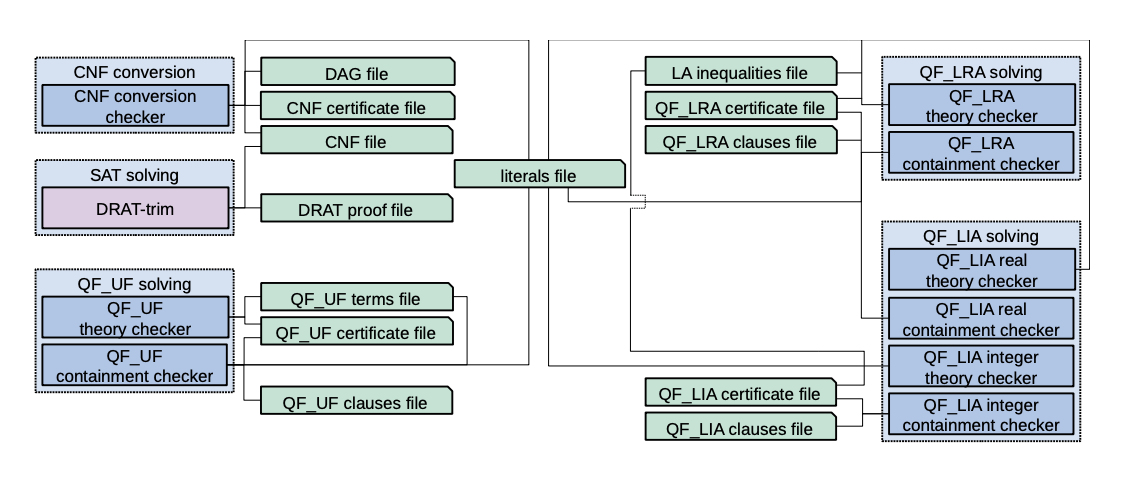 CNF conversion
CNF conversion
checker
DAG file
CNF certificate file
CNF file
SAT solving
DRAT-trim
DRAT proof file
QF_UF solving
QF_UF
theory checker
QF_UF
containment checker
QF_UF terms file
QF_UF certificate file
QF_UF clauses file
literals file
LA inequalities file
QF_LRA certificate file
QF_LRA clauses file
QF_LRA solving
QF_LRA
theory checker
QF_LRA
containment checker
QF_LIA solving
QF_LIA real
theory checker
QF_LIA real
containment checker
QF_LIA integer
theory checker
QF_LIA integer
containment checker
QF_LIA certificate file
QF_LIA clauses file